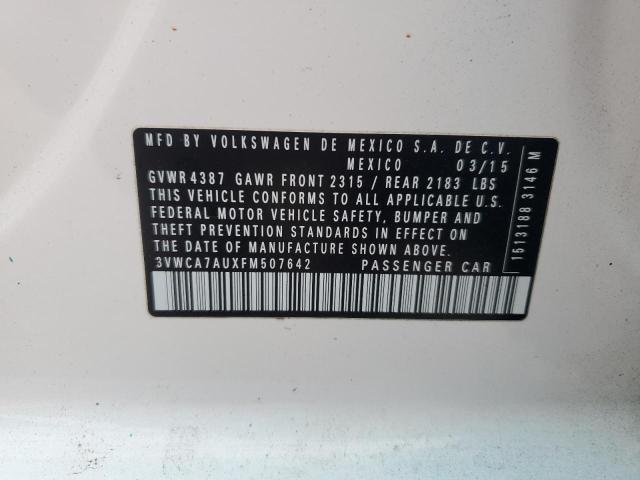 MFD BY VOLKSWAGEN DE MEXICO S.A. DE C.V.
MEXICO 03/15
GVWR 4387 GAWR FRONT 2315 / REAR 2183 LBS
THIS VEHICLE CONFORMS TO ALL APPLICABLE U.S.
FEDERAL MOTOR VEHICLE SAFETY, BUMPER AND
THEFT PREVENTION STANDARDS IN EFFECT ON
THE DATE OF MANUFACTURE SHOWN ABOVE.
3VWCA7AUXFM507642 PASSENGER CAR
1613188 3146 M